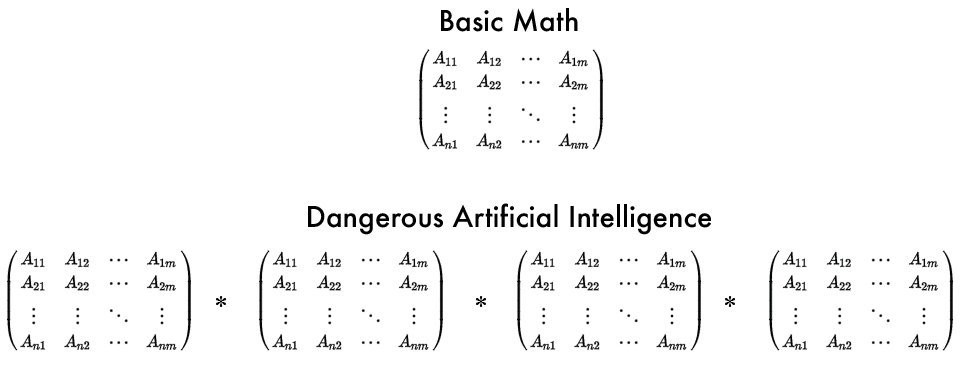 Basic Math
A₁₁ A₁₂ ⋯ A₁ₘ
A₂₁ A₂₂ ⋯ A₂ₘ
⋮ ⋮ ⋱ ⋮
Aₙ₁ Aₙ₂ ⋯ Aₙₘ
Dangerous Artificial Intelligence
A₁₁ A₁₂ ⋯ A₁ₘ A₁₁ A₁₂ ⋯ A₁ₘ A₁₁ A₁₂ ⋯ A₁ₘ A₁₁ A₁₂ ⋯ A₁ₘ
A₂₁ A₂₂ ⋯ A₂ₘ A₂₁ A₂₂ ⋯ A₂ₘ A₂₁ A₂₂ ⋯ A₂ₘ A₂₁ A₂₂ ⋯ A₂ₘ
⋮ ⋮ ⋱ ⋮ * ⋮ ⋮ ⋱ ⋮ * ⋮ ⋮ ⋱ ⋮ * ⋮ ⋮ ⋱ ⋮
Aₙ₁ Aₙ₂ ⋯ Aₙₘ Aₙ₁ Aₙ₂ ⋯ Aₙₘ Aₙ₁ Aₙ₂ ⋯ Aₙₘ Aₙ₁ Aₙ₂ ⋯ Aₙₘ